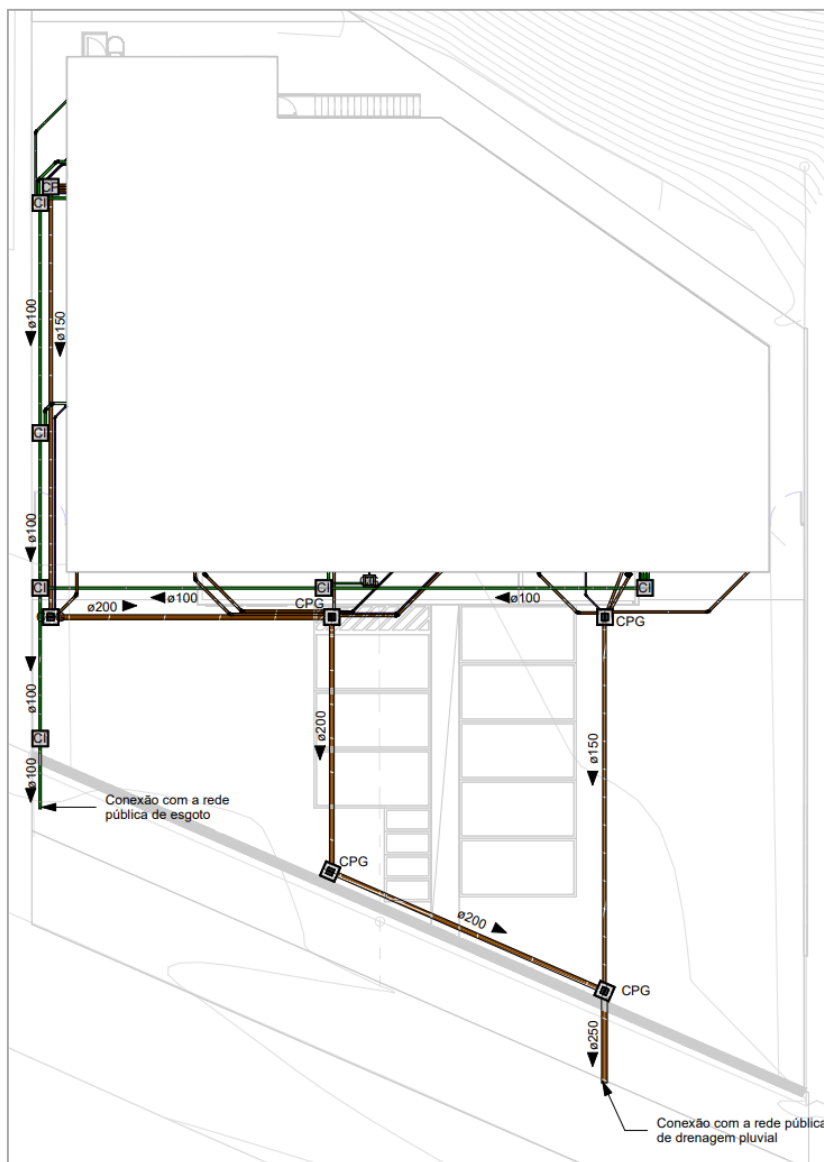 CP
CI
ø100
ø150
CI
ø100
CI
CI
CI
ø100
ø100
ø200
CPG
CPG
ø100
ø200
ø150
CI
ø100
Conexão com a rede
pública de esgoto
CPG
ø200
CPG
ø250
Conexão com a rede pública
de drenagem pluvial